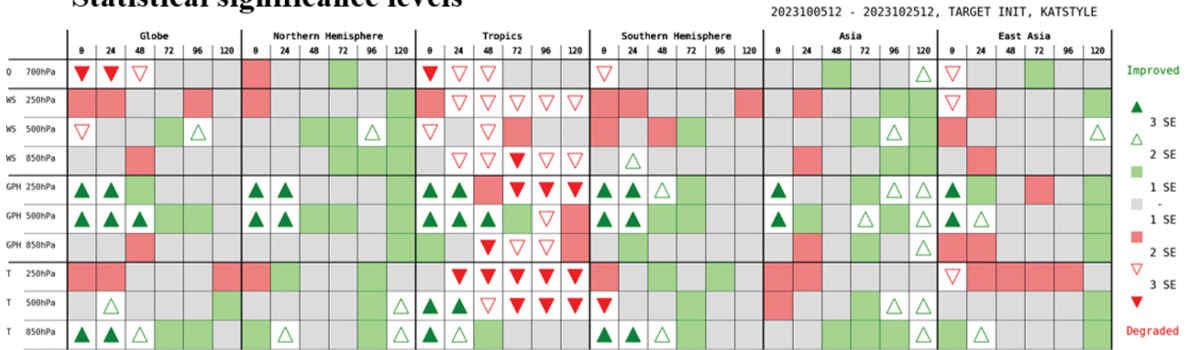 Statistical significance levels
2023100512 - 2023102512, TARGET INIT, KATSTYLE
Globe Northern Hemisphere Tropics Southern Hemisphere Asia East Asia
0 24 48 72 96 120 0 24 48 72 96 120 0 24 48 72 96 120 0 24 48 72 96 120 0 24 48 72 96 120 0 24 48 72 96 120
Q 700hPa
WS 250hPa
WS 500hPa
WS 850hPa
GPH 250hPa
GPH 500hPa
GPH 850hPa
T 250hPa
T 500hPa
T 850hPa
Improved
3 SE
2 SE
1 SE
-
1 SE
2 SE
3 SE
Degraded